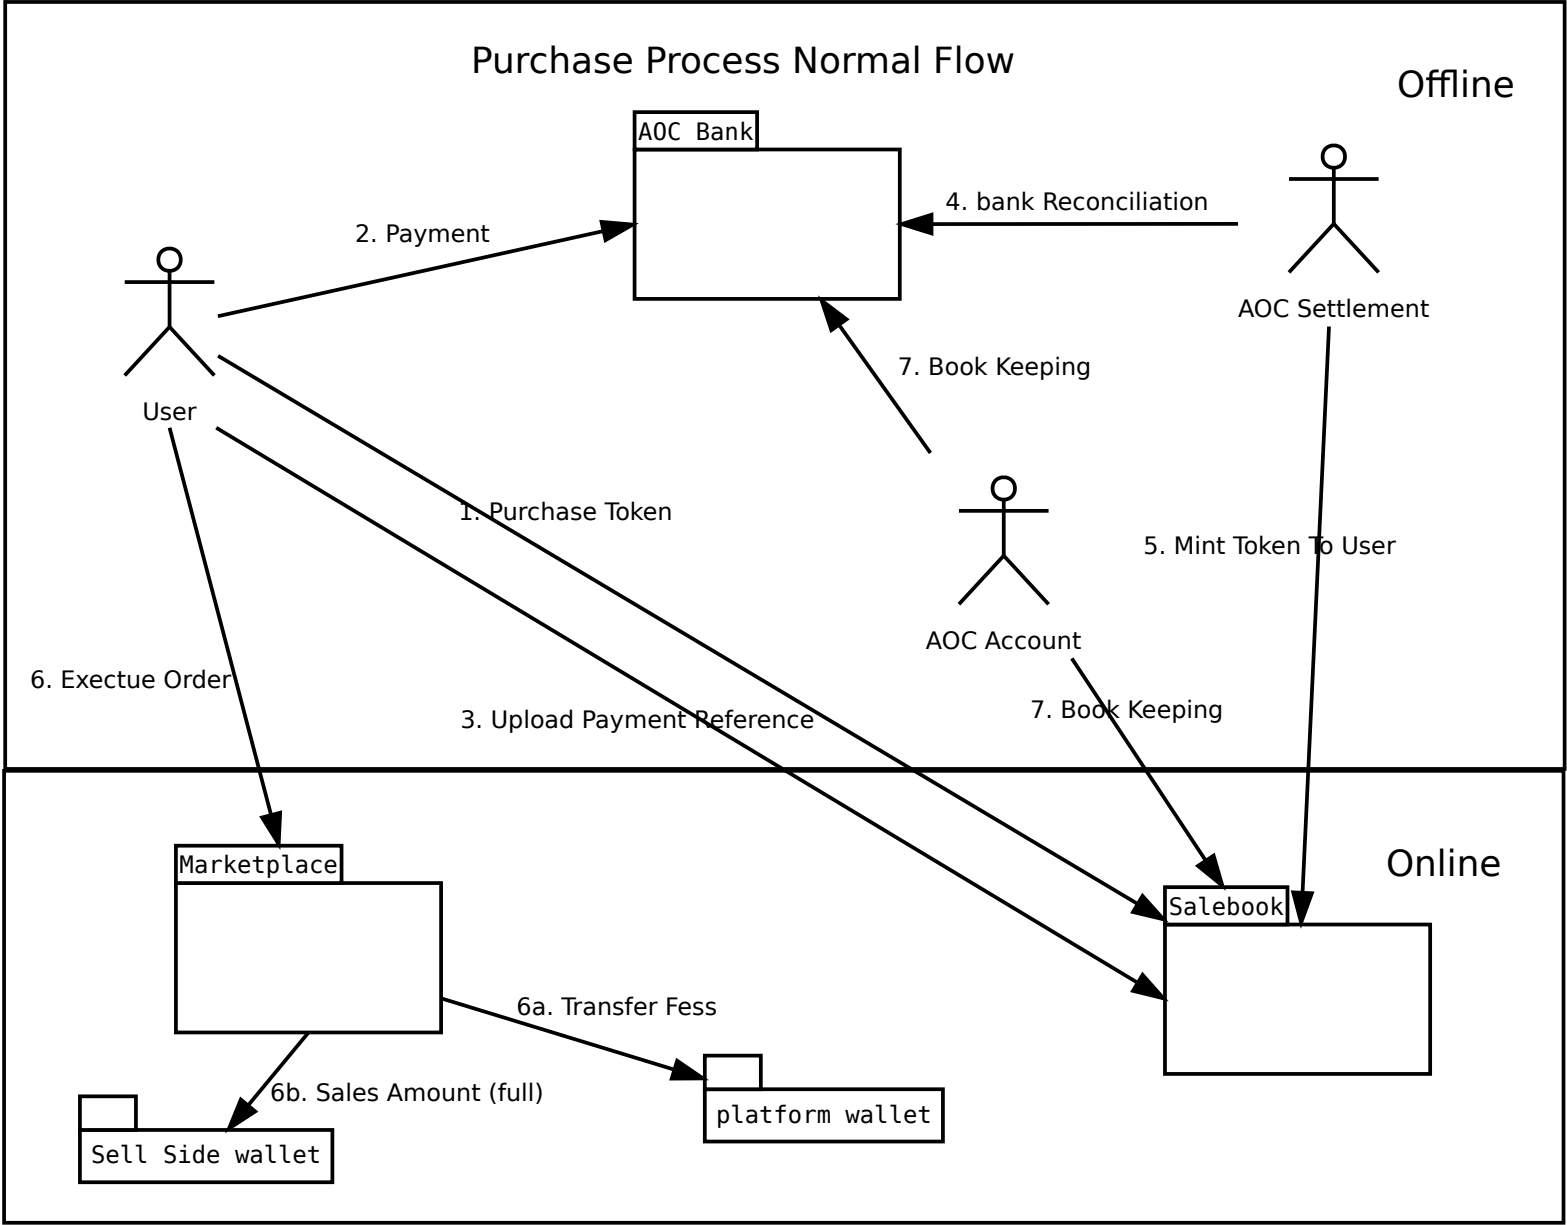 Purchase Process Normal Flow
Offline
AOC Bank
4. bank Reconciliation
2. Payment
AOC Settlement
7. Book Keeping
User
1. Purchase Token
5. Mint Token To User
AOC Account
6. Exectue Order
7. Book Keeping
3. Upload Payment Reference
Online
Marketplace
Salebook
6a. Transfer Fess
6b. Sales Amount (full)
platform wallet
Sell Side wallet